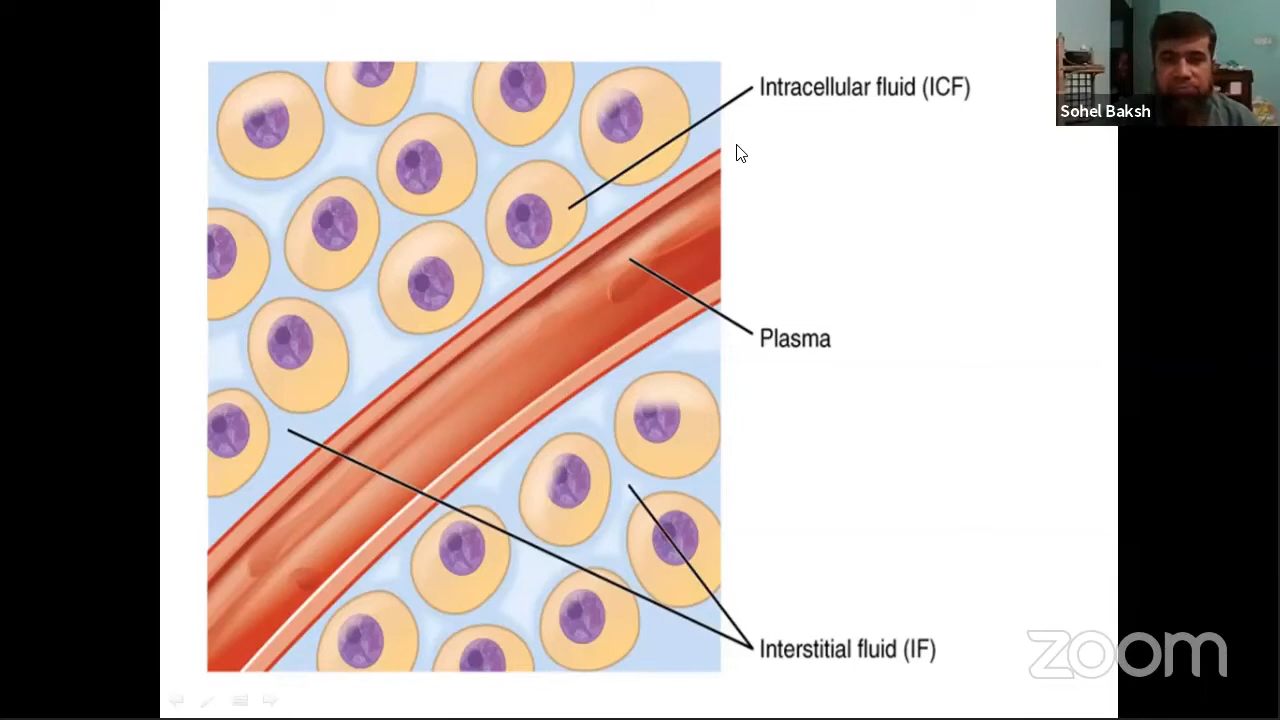 Intracellular fluid (ICF)
Sohel Baksh
Plasma
Interstitial fluid (IF)
zoom